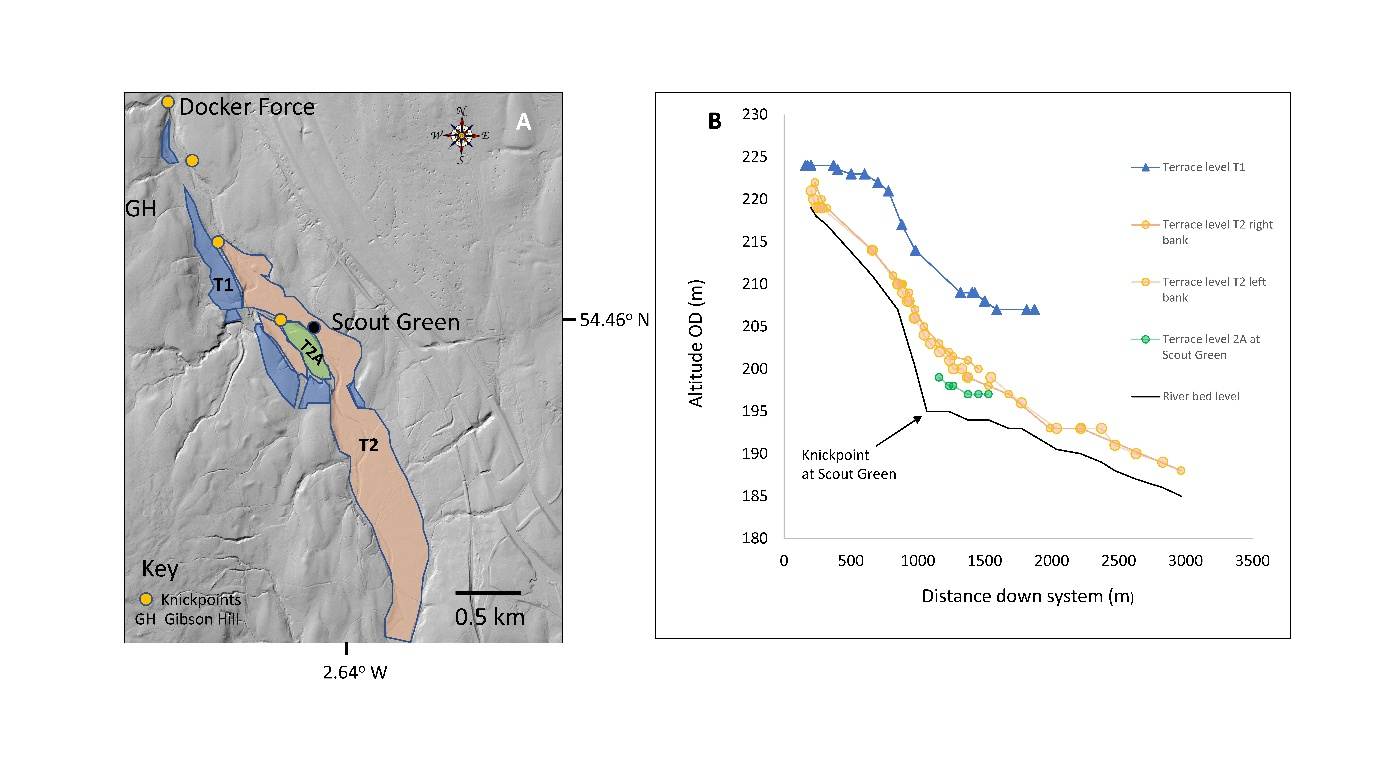 Docker Force
N
W
E
S
A
GH
T1
Scout Green
T2A
54.46º N
T2
Key
Knickpoints
GH Gibson Hill
0.5 km
2.64º W
B
230
225
220
215
210
205
200
195
190
185
180
Altitude OD (m)
0
500
1000
1500
2000
2500
3000
3500
Distance down system (m)
Knickpoint
at Scout Green
Terrace level T1
Terrace level T2 right
bank
Terrace level T2 left
bank
Terrace level 2A at
Scout Green
River bed level